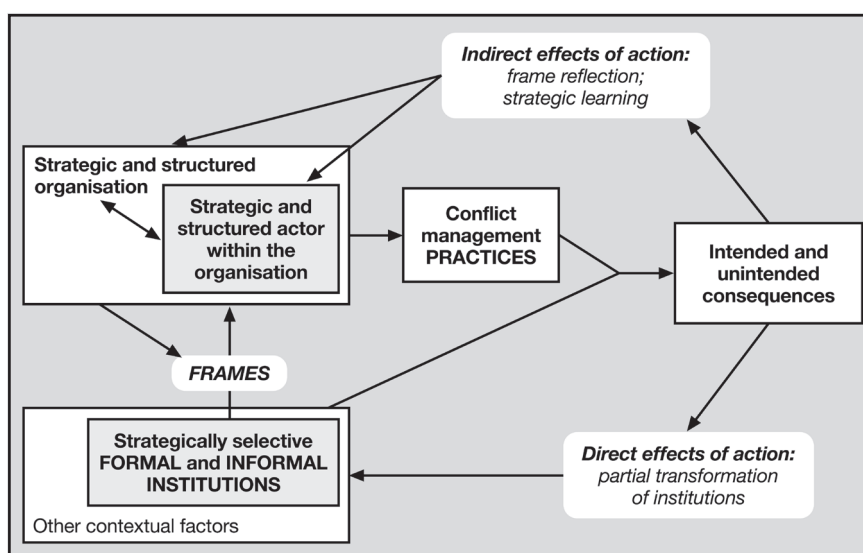 Indirect effects of action:
frame reflection;
strategic learning
Strategic and structured
organisation
Strategic and
structured actor
within the
organisation
Conflict
management
PRACTICES
Intended and
unintended
consequences
FRAMES
Strategically selective
FORMAL and INFORMAL
INSTITUTIONS
Other contextual factors
Direct effects of action:
partial transformation
of institutions